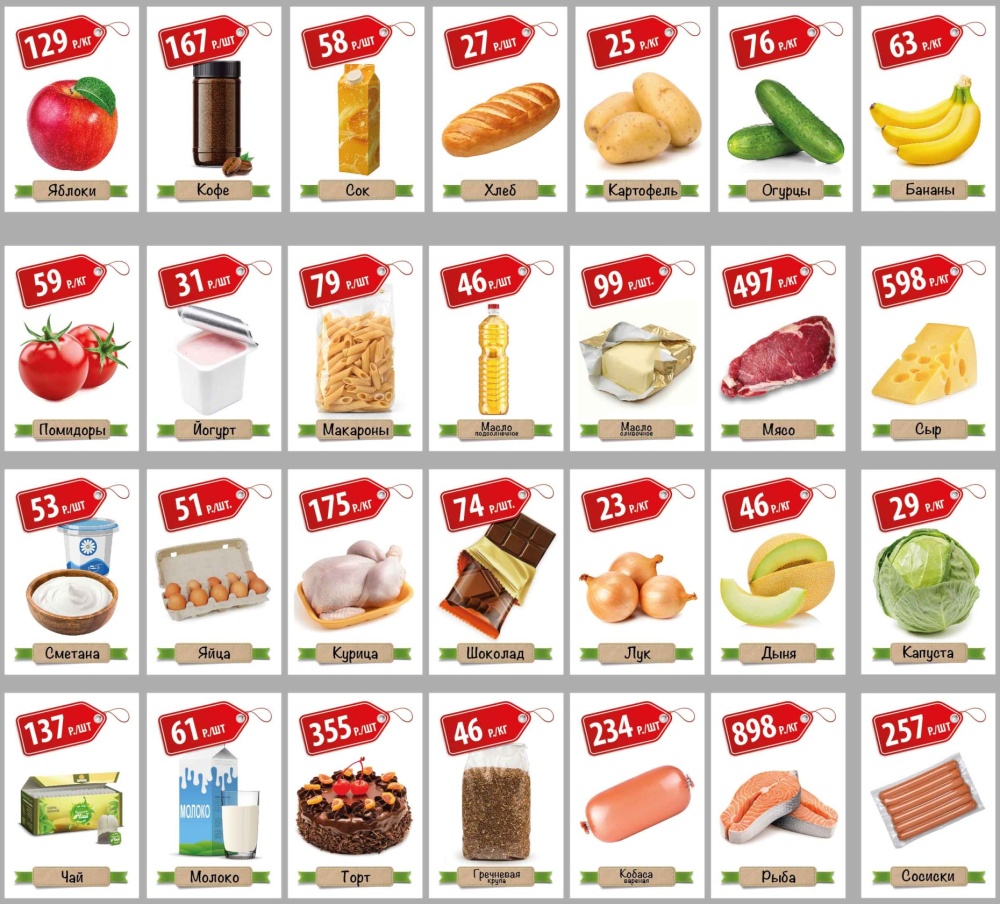 129 Р./КГ
Яблоки
167 Р./ШТ
Кофе
58 Р./ШТ
Сок
27 Р./ШТ
Хлеб
25 Р./КГ
Картофель
76 Р./КГ
Огурцы
63 Р./КГ
Бананы
59 Р./КГ
Помидоры
31 Р./ШТ
Йогурт
79 Р./ШТ
Макароны
46 Р./ШТ
Масло
подсолнечное
99 Р./ШТ.
Масло
сливочное
497 Р./КГ
Мясо
598 Р./КГ
Сыр
53 Р./ШТ
Сметана
51 Р./ШТ.
Яйца
175 Р./КГ
Курица
74 Р./ШТ.
Шоколад
23 Р./КГ
Лук
46 Р./КГ
Дыня
29 Р./КГ
Капуста
137 Р./ШТ
Чай
61 Р./ШТ
МОЛОКО
Молоко
355 Р./ШТ
Торт
46 Р./КГ
Гречневая
крупа
234 Р./ШТ
Кобаса
вареная
898 Р./КГ
Рыба
257 Р./ШТ
Сосиски